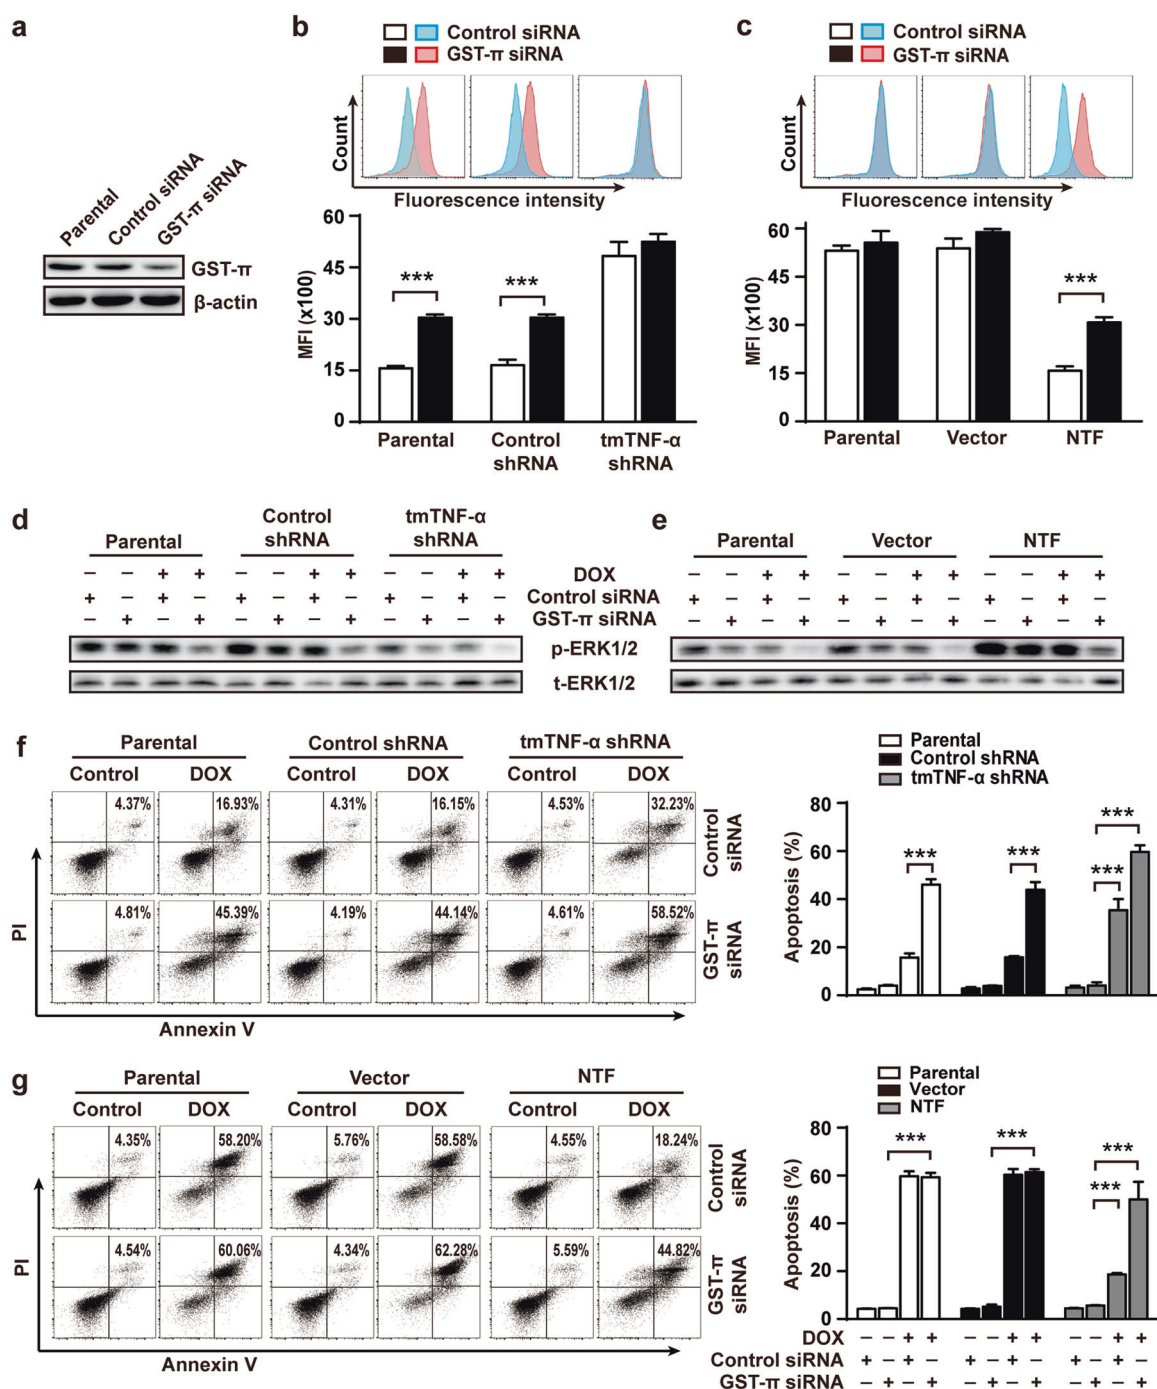 a
Parental
Control siRNA
GST-π siRNA
GST-π
β-actin
b
Control siRNA
GST-π siRNA
Count
Fluorescence intensity
MFI (x100)
60
45
30
15
0
***
***
Parental
Control shRNA
tmTNF-α shRNA
c
Control siRNA
GST-π siRNA
Count
Fluorescence intensity
MFI (x100)
60
45
30
15
0
***
Parental
Vector
NTF
d
Parental
Control shRNA
tmTNF-α shRNA
− − + + − − + + − − + + DOX
+ − + − + − + − + − + − Control siRNA
− + − + − + − + − + − + GST-π siRNA
p-ERK1/2
t-ERK1/2
e
Parental
Vector
NTF
− − + + − − + + − − + +
+ − + − + − + − + − + −
− + − + − + − + − + − +
f
Parental
Control shRNA
tmTNF-α shRNA
Control DOX Control DOX Control DOX
4.37% 16.93% 4.31% 16.15% 4.53% 32.23%
Control siRNA
4.81% 45.39% 4.19% 44.14% 4.61% 58.52%
GST-π siRNA
PI
Annexin V
Parental
Control shRNA
tmTNF-α shRNA
Apoptosis (%)
80
60
40
20
0
***
***
***
***
g
Parental
Vector
NTF
Control DOX Control DOX Control DOX
4.35% 58.20% 5.76% 58.58% 4.55% 18.24%
Control siRNA
4.54% 60.06% 4.34% 62.28% 5.59% 44.82%
GST-π siRNA
PI
Annexin V
Parental
Vector
NTF
Apoptosis (%)
80
60
40
20
0
***
***
***
***
DOX − − + + − − + + − − + +
Control siRNA + − + − + − + − + − + −
GST-π siRNA − + − + − + − + − + − +